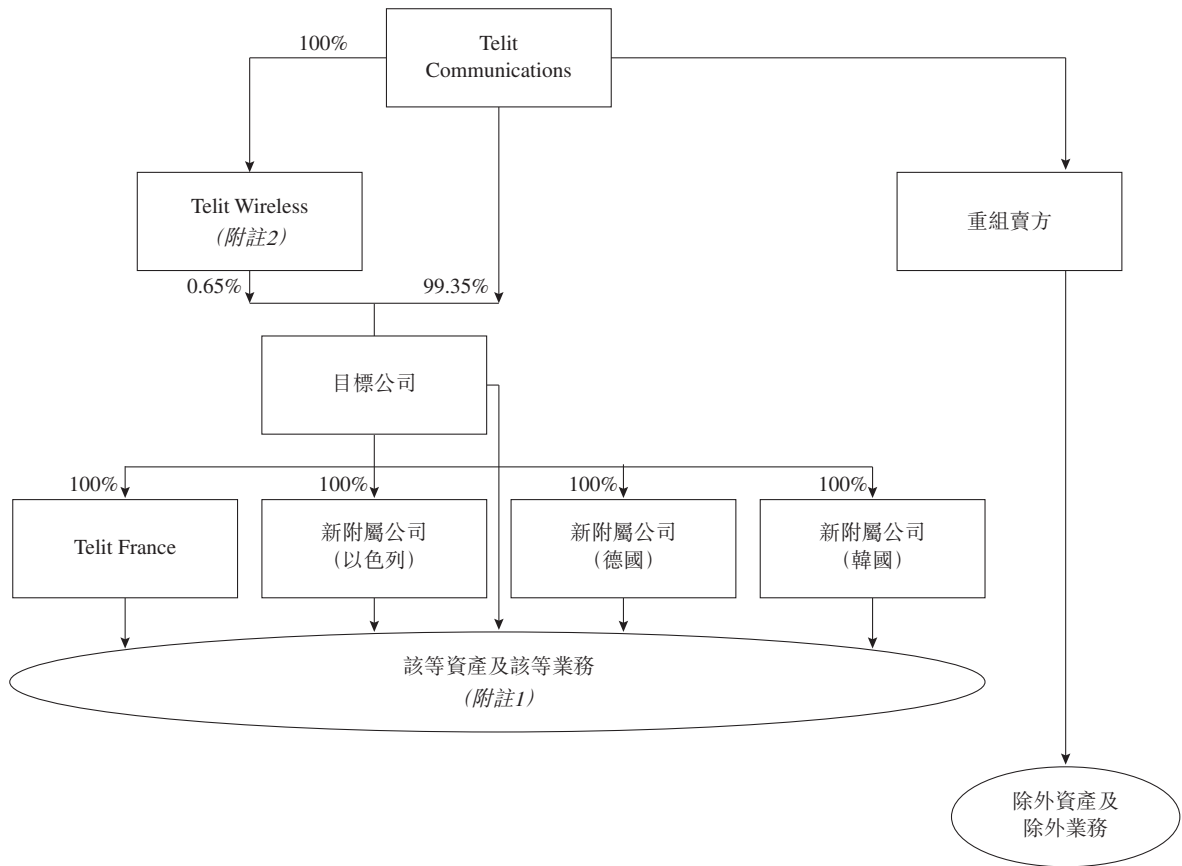 Telit
Communications
100%
Telit Wireless
（附註2）
重組賣方
0.65%
99.35%
目標公司
100%
100%
100%
100%
Telit France
新附屬公司
（以色列）
新附屬公司
（德國）
新附屬公司
（韓國）
該等資產及該等業務
（附註1）
除外資產及
除外業務